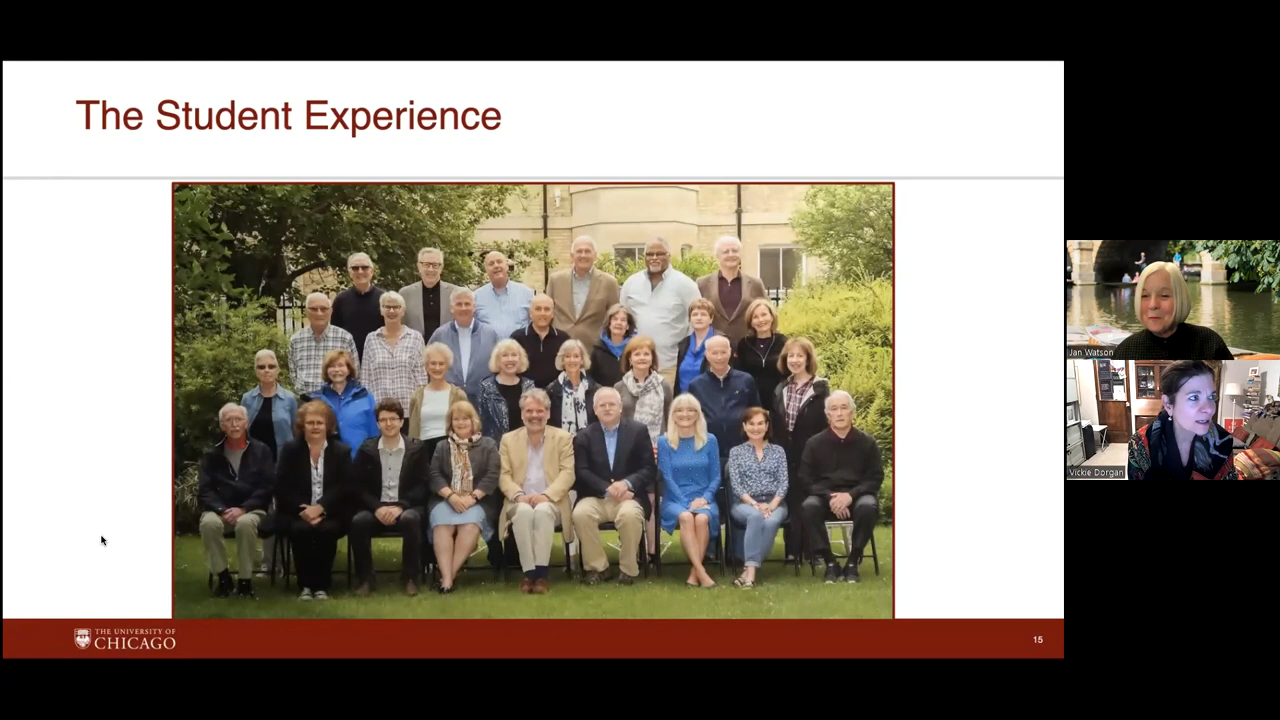 The Student Experience
THE UNIVERSITY OF
CHICAGO
15
Jan Watson
Vickie Dorgan